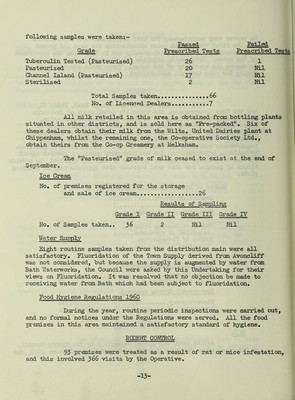 following samples were taken:-
Passed Failed
Grade Prescribed Tests Prescribed Tests
Tuberculin Tested (Pasteurised) 26 1
Pasteurised 20 Nil
Channel Island (Pasteurised) 17 Nil
Sterilised 2 Nil
Total Samples taken...............66
No. of Licensed Dealers...........7
All milk retailed in this area is obtained from bottling plants
situated in other districts, and is sold here as "Pre-packed". Six of
these dealers obtain their milk from the Wilts, United Dairies plant at
Chippenham, whilst the remaining one, the Co-operative Society Ltd.,
obtain theirs from the Co-op Creamery at Melksham.
The "Pasteurised" grade of milk ceased to exist at the end of
September.
Ice Cream
No. of premises registered for the storage
and sale of ice cream....................26
Results of Sampling
Grade I Grade II Grade III Grade IV
No. of Samples taken.. 36 2 Nil Nil
Water Supply
Eight routine samples taken from the distribution main were all
satisfactory. Fluoridation of the Town Supply derived from Avoncliff
was not considered, but because the supply is augmented by water from
Bath Waterworks, the Council were asked by this Undertaking for their
views on Fluoridation. It was resolved that no objection be made to
receiving water from Bath which had been subject to fluoridation.
Food Hygiene Regulations 1960
During the year, routine periodic inspections were carried out,
and no formal notices under the Regulations were served. All the food
premises in this area maintained a satisfactory standard of hygiene.
RODENT CONTROL
93 premises were treated as a result of rat or mice infestation,
and this involved 366 visits by the Operative.
-13-